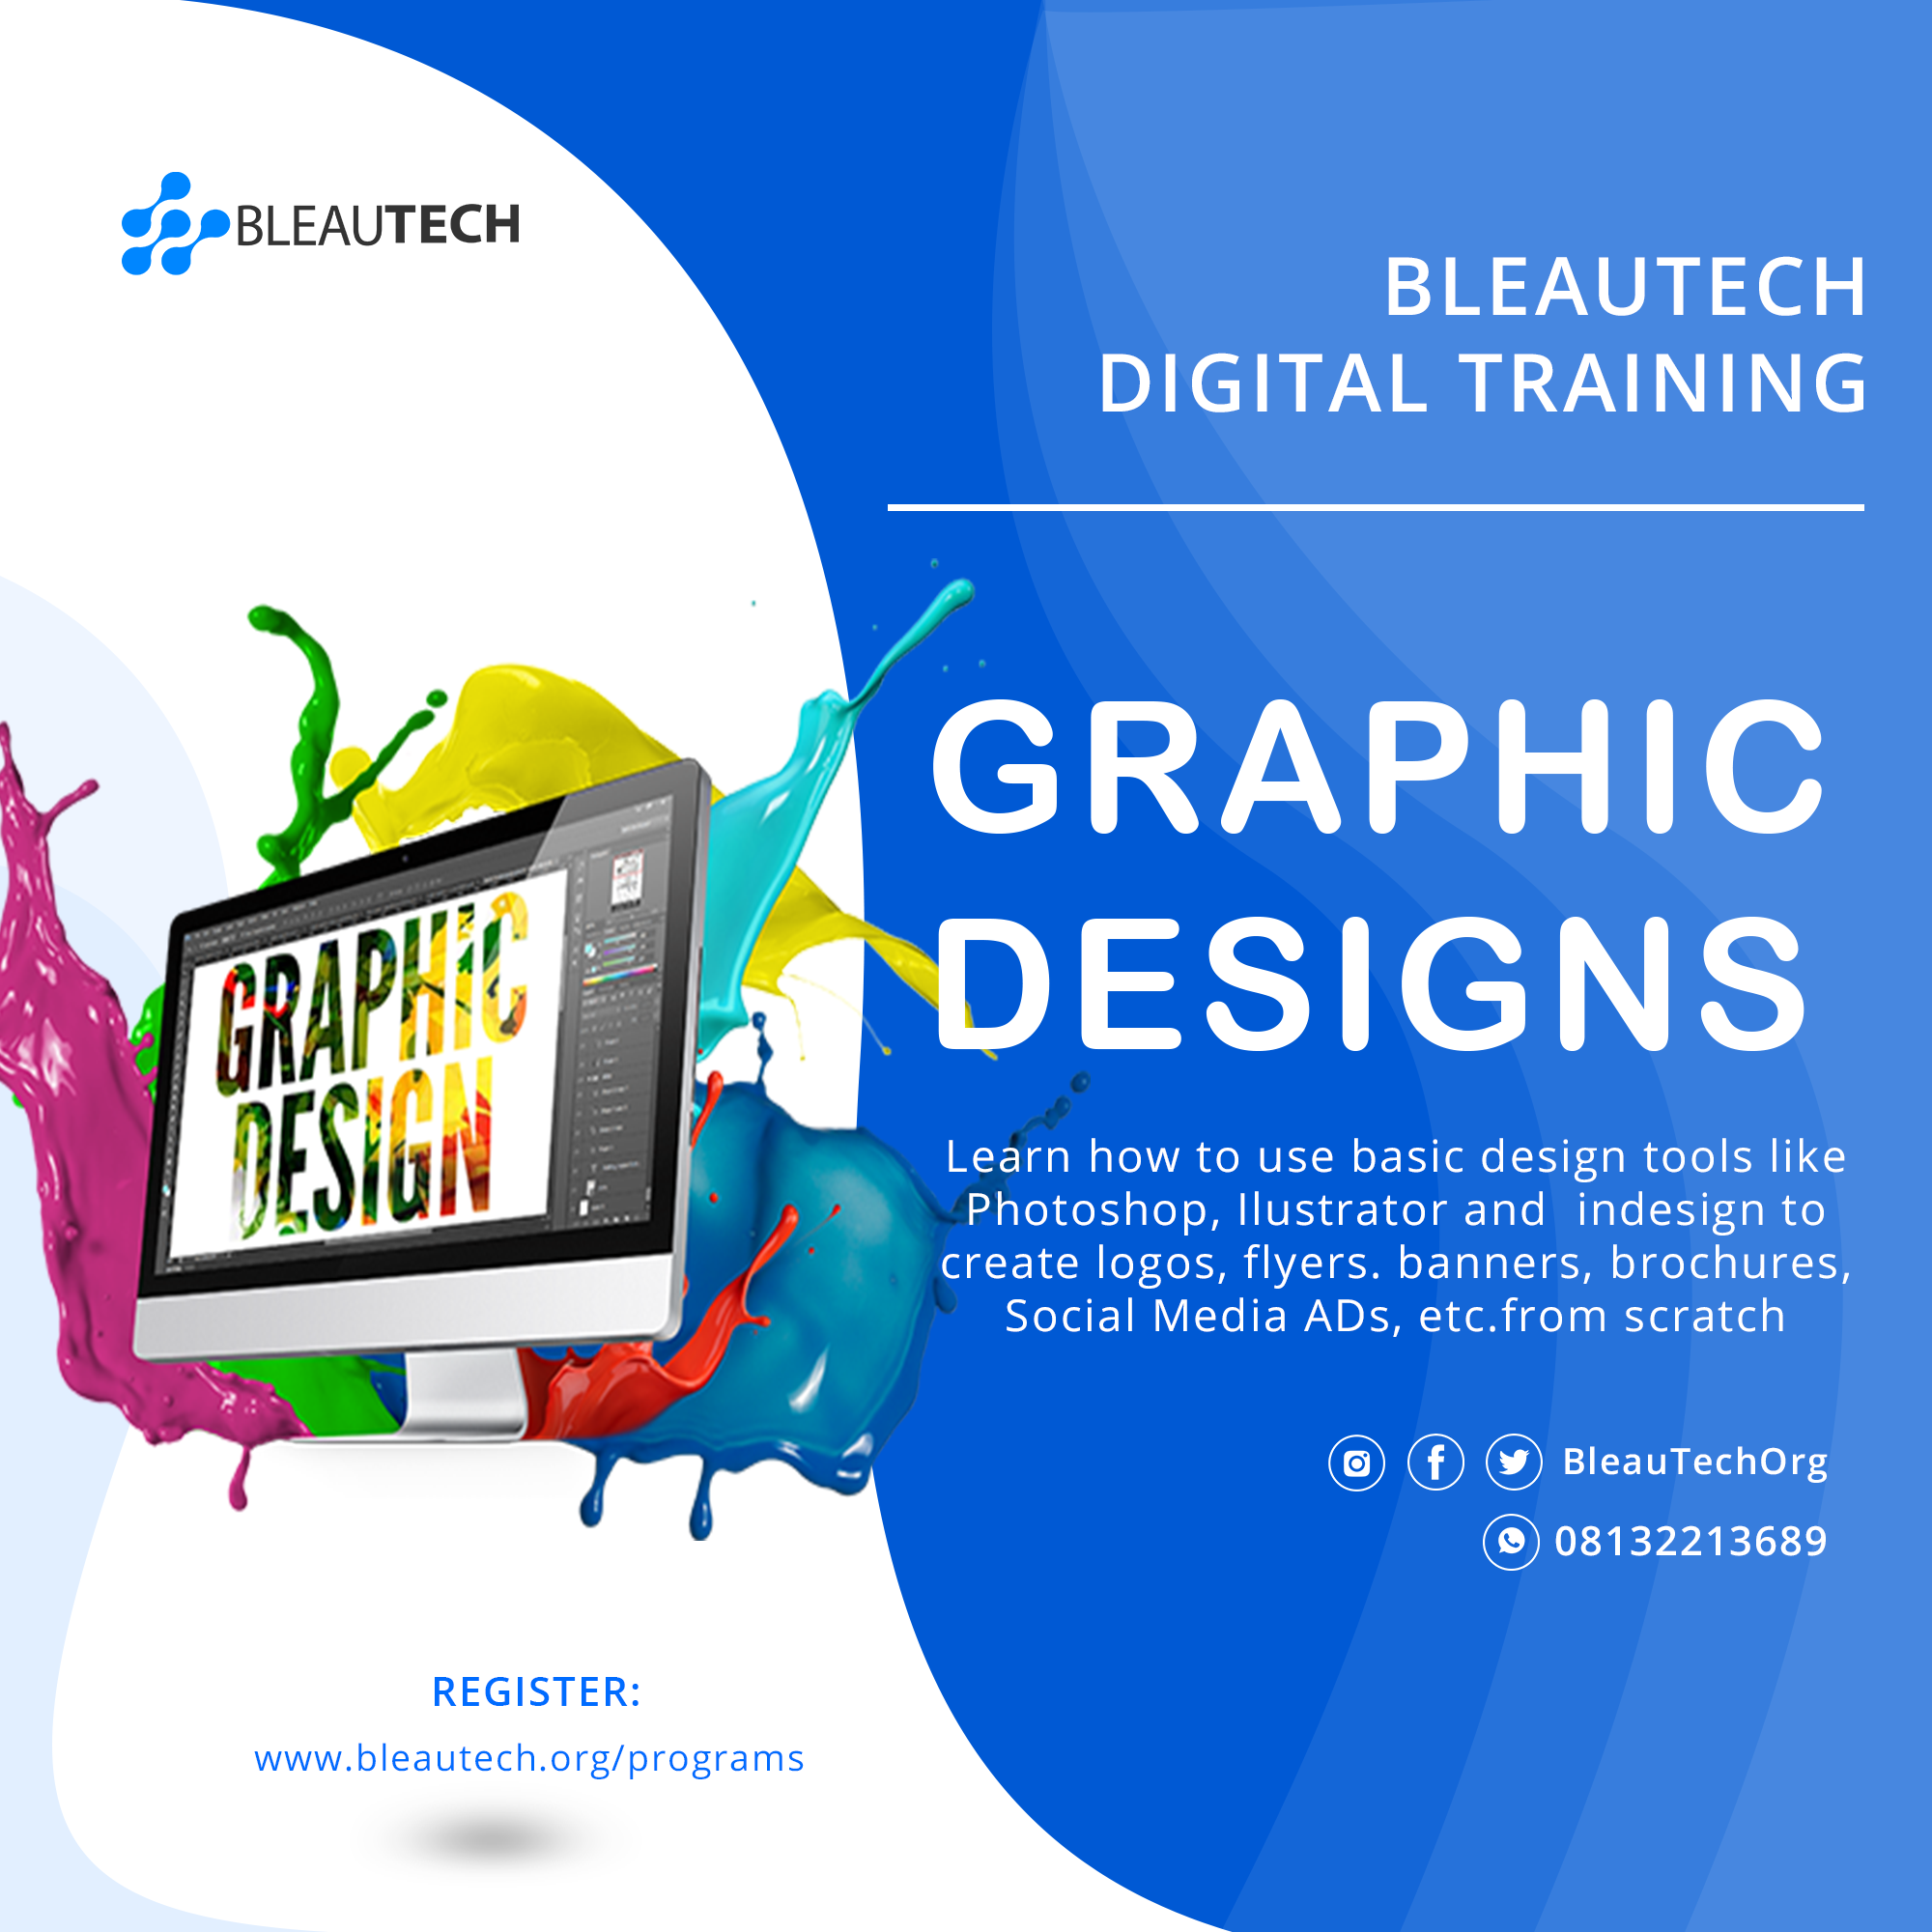 BLEAUTECH
BLEAUTECH
DIGITAL TRAINING
GRAPHIC
DESIGNS
GRAPHIC
DESIGN
Learn how to use basic design tools like
Photoshop, Ilustrator and  indesign to
create logos, flyers. banners, brochures,
Social Media ADs, etc.from scratch
BleauTechOrg
08132213689
REGISTER:
www.bleautech.org/programs